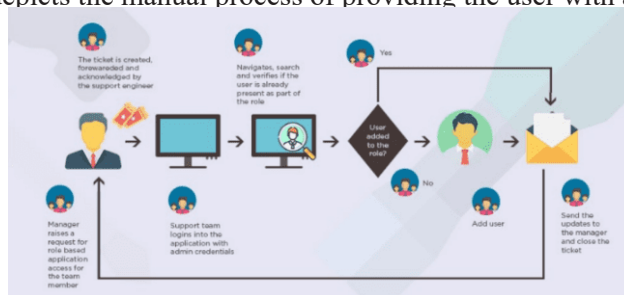 depicts the manual process of providing the user with a
The ticket is created,
forewareded and
acknowledged by
the support engineer
Navigates, search
and verifies if the
user is already
present as part of
the role
Yes
User
added
to the
role?
No
Manager
raises a
request for
role based
application
access for
the team
member
Support team
logins into the
application with
admin credentials
Add user
Send the
updates to
the manager
and close the
ticket